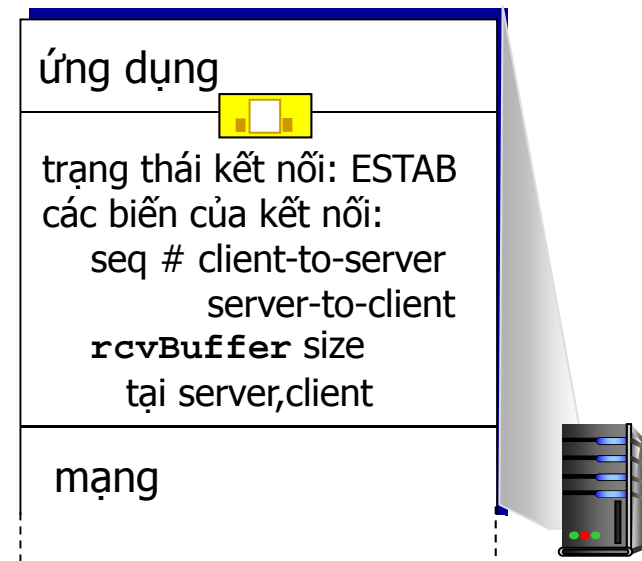 ứng dụng
trạng thái kết nối: ESTAB
các biến của kết nối:
seq # client-to-server
server-to-client
rcvBuffer size
tại server,client
mạng